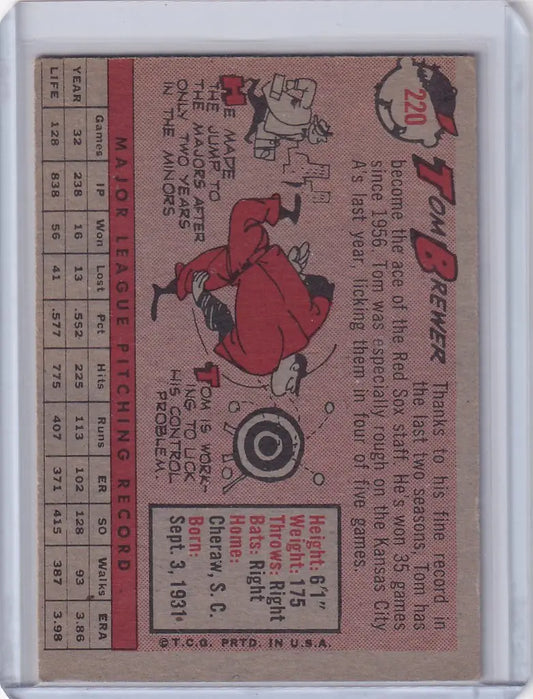 220
TOM BREWER
Thanks to his fine record in
the last two seasons, Tom has
become the ace of the Red Sox staff. He's won 35 games
since 1956. Tom was especially rough on the Kansas City
A's last year, licking them in four of five games.
HE MADE
THE JUMP TO
THE MAJORS AFTER
ONLY TWO YEARS
IN THE MINORS
TOM IS WORK-
ING TO LICK
HIS CONTROL
PROBLEM.
Height: 6'1"
Weight: 175
Throws: Right
Bats: Right
Home:
Cheraw, S. C.
Born:
Sept. 3, 1931
©T.C.G. PRTD. IN U.S.A.
MAJOR LEAGUE PITCHING RECORD
Games IP Won Lost Pct Hits Runs ER SO Walks ERA
YEAR 32 238 16 13 .552 225 113 102 128 93 3.86
LIFE 128 838 56 41 .577 775 407 371 415 387 3.98